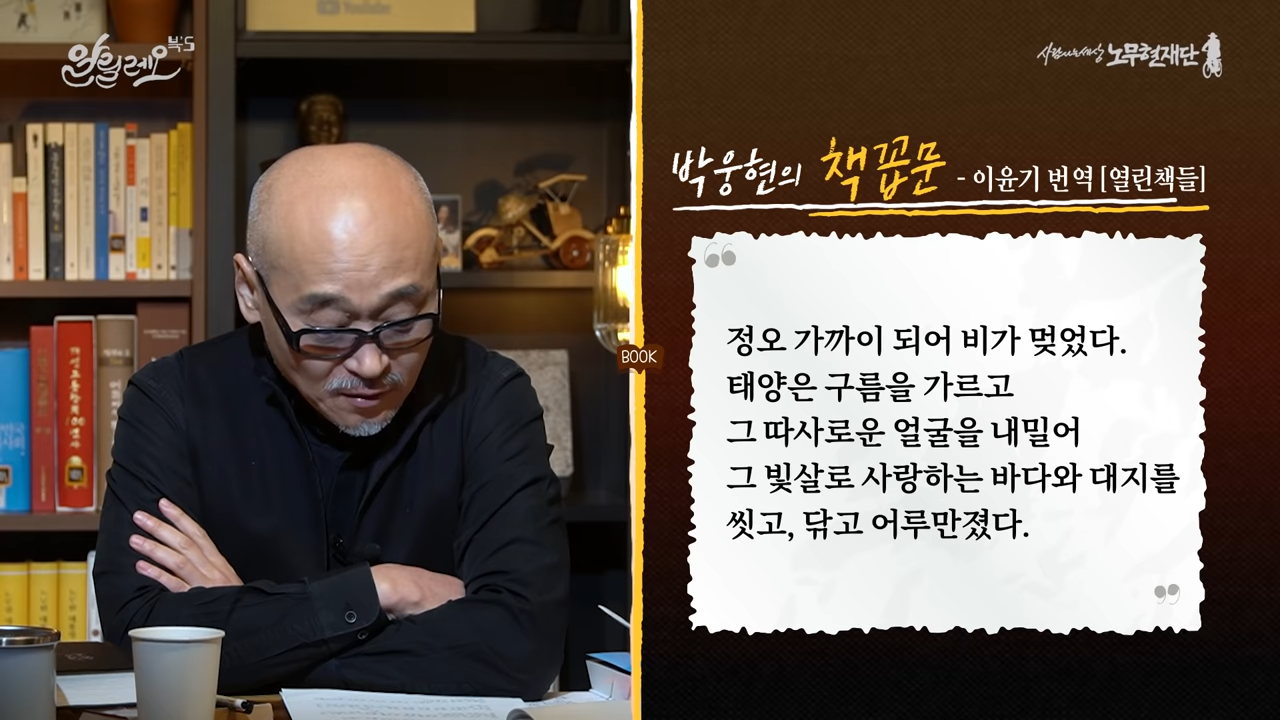 알릴레오 북's
사람사는세상 노무현재단
박웅현의 책꼽문 - 이윤기 번역 [열린책들]
정오 가까이 되어 비가 멎었다.
태양은 구름을 가르고
그 따사로운 얼굴을 내밀어
그 빛살로 사랑하는 바다와 대지를
씻고, 닦고 어루만졌다.
BOOK
YouTube